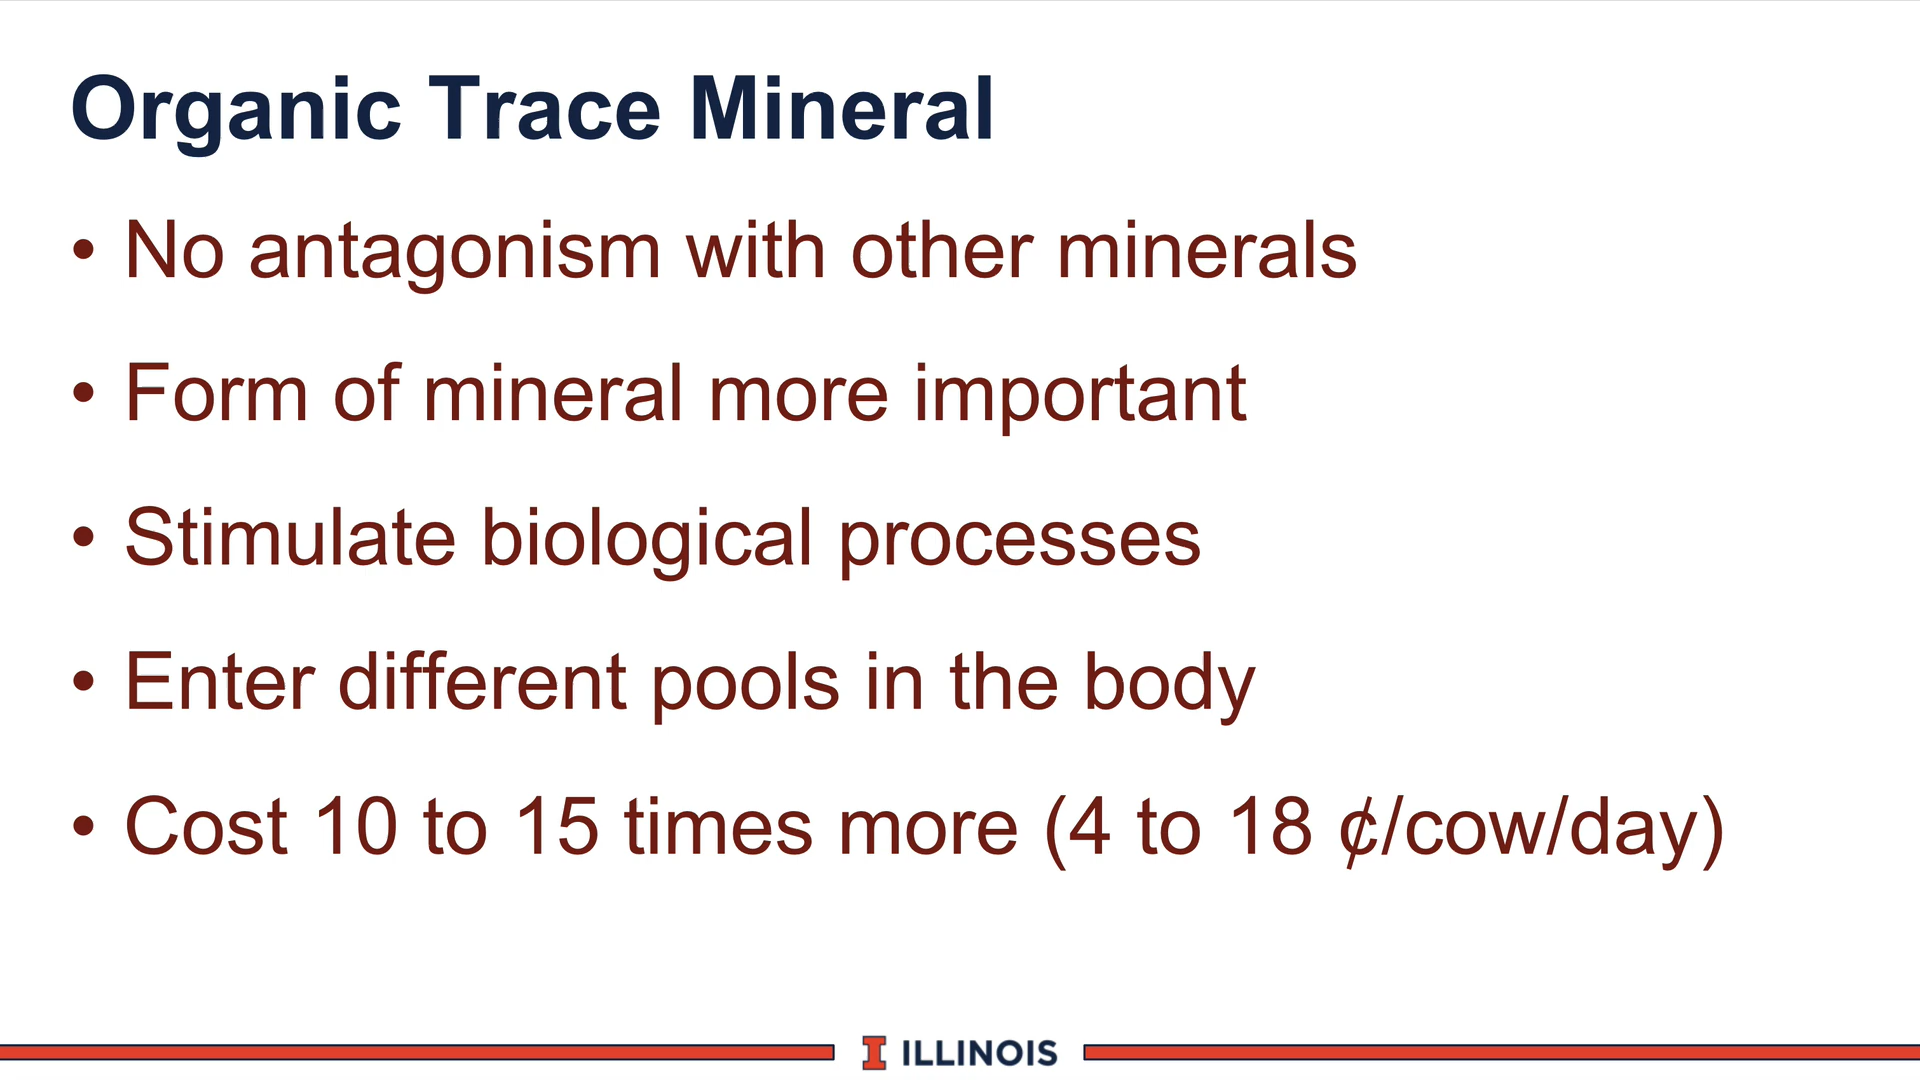 Organic Trace Mineral
• No antagonism with other minerals
• Form of mineral more important
• Stimulate biological processes
• Enter different pools in the body
• Cost 10 to 15 times more (4 to 18 ¢/cow/day)
I ILLINOIS